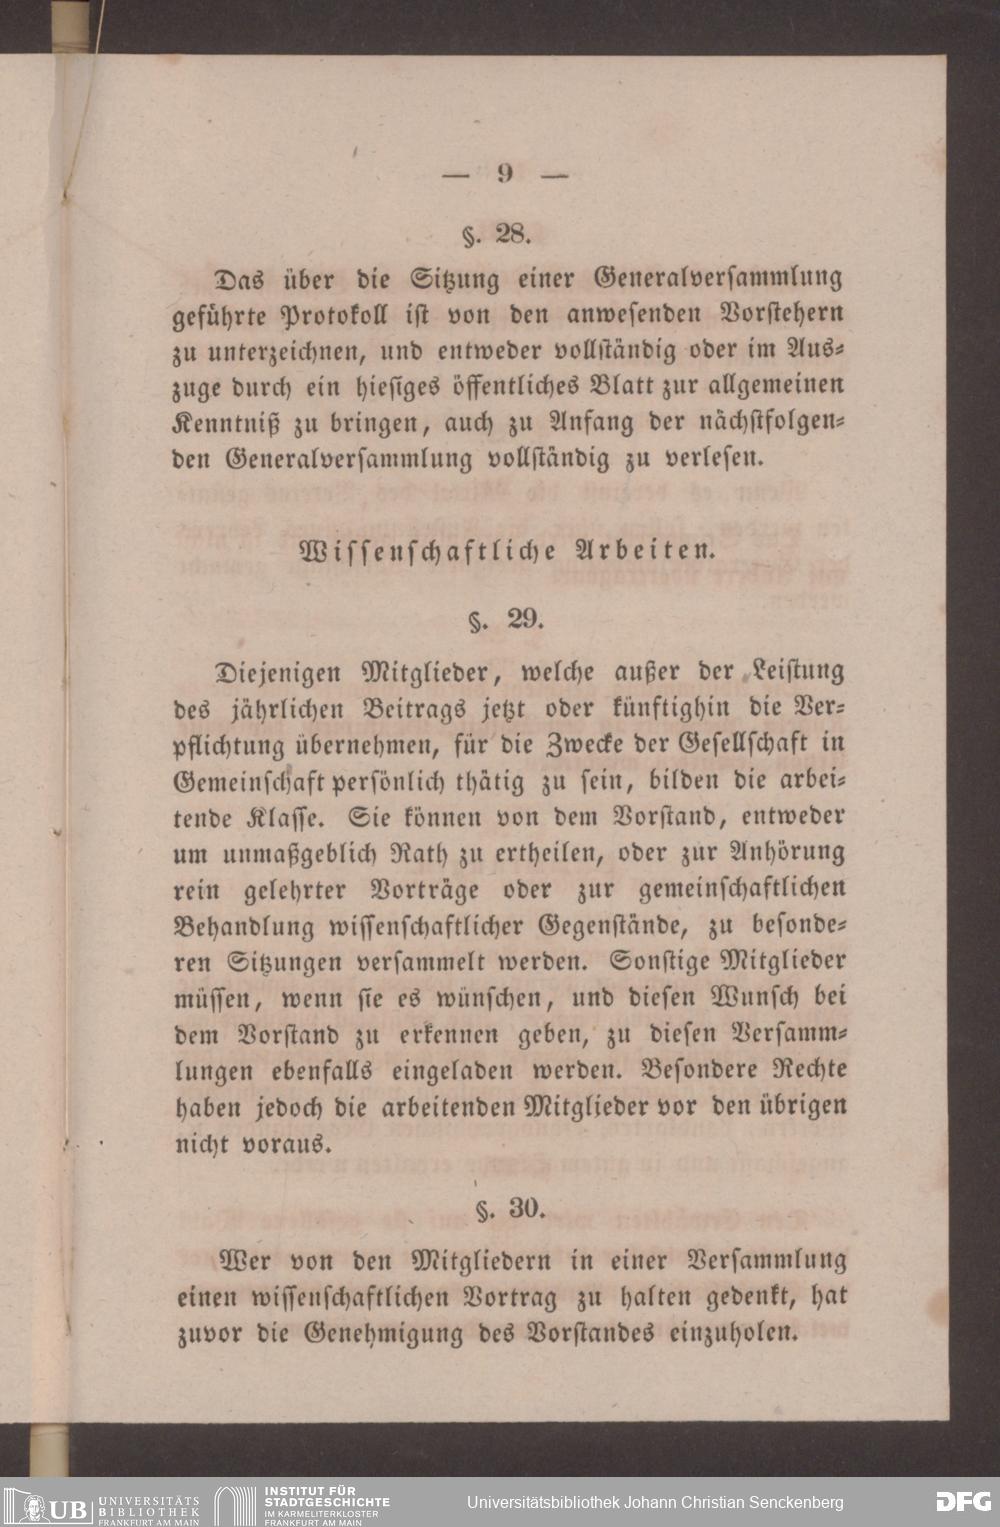 — 9 —
§. 28.
Das über die Sitzung einer Generalversammlung
geführte Protokoll ist von den anwesenden Vorstehern
zu unterzeichnen, und entweder vollständig oder im Aus-
zuge durch ein hiesiges öffentliches Blatt zur allgemeinen
Kenntniß zu bringen, auch zu Anfang der nächstfolgen-
den Generalversammlung vollständig zu verlesen.
Wissenschaftliche Arbeiten.
§. 29.
Diejenigen Mitglieder, welche außer der Leistung
des jährlichen Beitrags jetzt oder künftighin die Ver-
pflichtung übernehmen, für die Zwecke der Gesellschaft in
Gemeinschaft persönlich thätig zu sein, bilden die arbei-
tende Klasse. Sie können von dem Vorstand, entweder
um unmaßgeblich Rath zu ertheilen, oder zur Anhörung
rein gelehrter Vorträge oder zur gemeinschaftlichen
Behandlung wissenschaftlicher Gegenstände, zu besonde-
ren Sitzungen versammelt werden. Sonstige Mitglieder
müssen, wenn sie es wünschen, und diesen Wunsch bei
dem Vorstand zu erkennen geben, zu diesen Versamm-
lungen ebenfalls eingeladen werden. Besondere Rechte
haben jedoch die arbeitenden Mitglieder vor den übrigen
nicht voraus.
§. 30.
Wer von den Mitgliedern in einer Versammlung
einen wissenschaftlichen Vortrag zu halten gedenkt, hat
zuvor die Genehmigung des Vorstandes einzuholen.
UB UNIVERSITÄTS
BIBLIOTHEK
FRANKFURT AM MAIN
INSTITUT FÜR
STADTGESCHICHTE
IM KARMELITERKLOSTER
FRANKFURT AM MAIN
Universitätsbibliothek Johann Christian Senckenberg
DFG